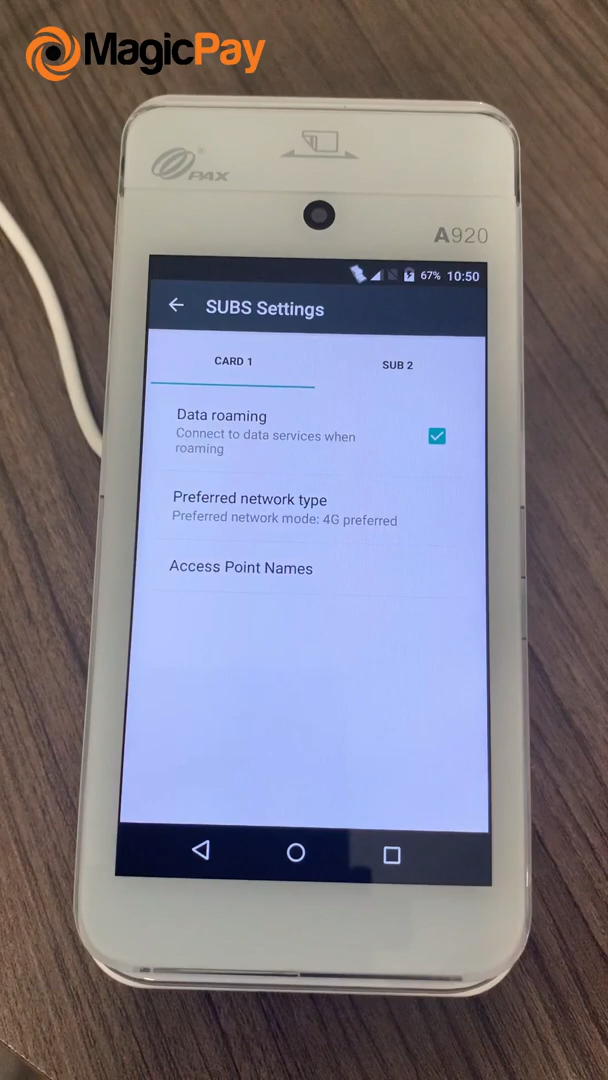 MagicPay
PAX
A920
67% 10:50
SUBS Settings
CARD 1
SUB 2
Data roaming
Connect to data services when
roaming
Preferred network type
Preferred network mode: 4G preferred
Access Point Names